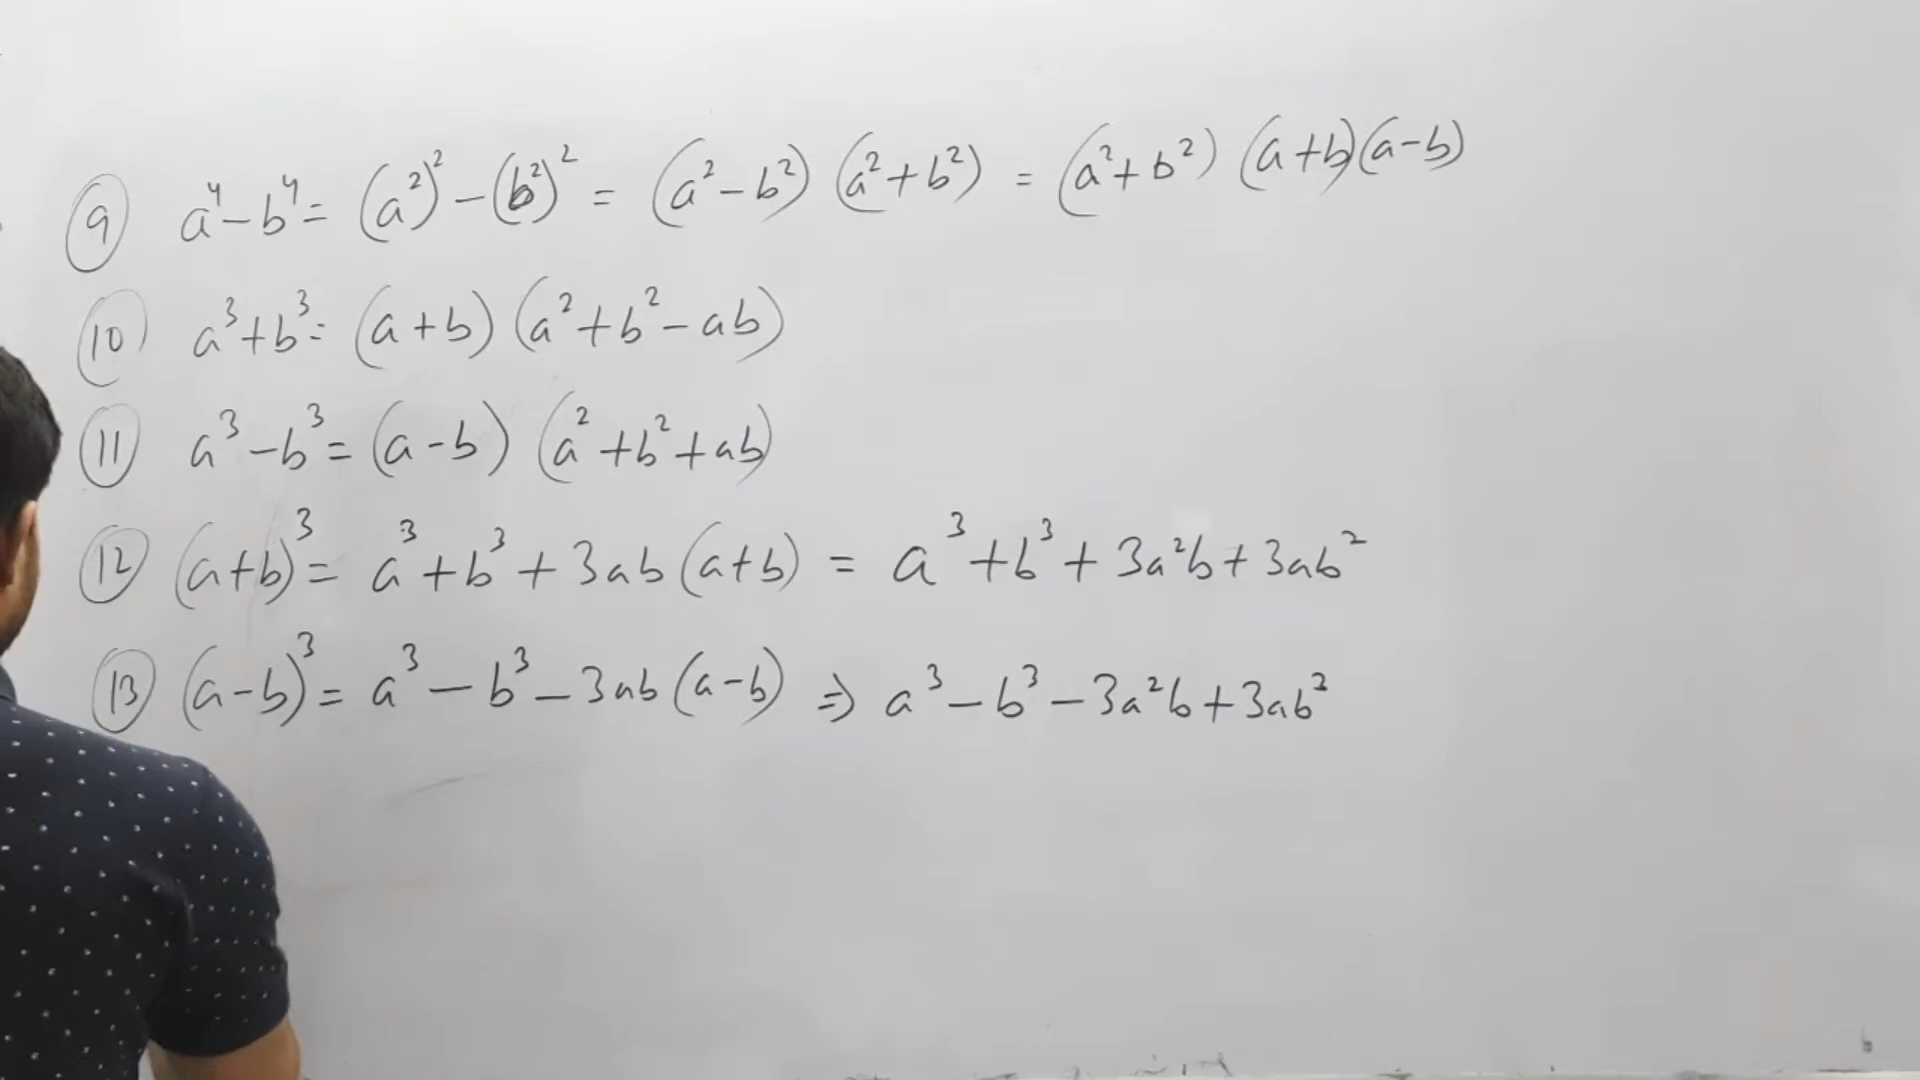 ⑨ a⁴-b⁴= (a²)² - (b²)² = (a²-b²) (a²+b²) = (a²+b²) (a+b)(a-b)
⑩ a³+b³= (a+b) (a²+b²-ab)
⑪ a³-b³= (a-b) (a²+b²+ab)
⑫ (a+b)³= a³+b³+3ab(a+b) = a³+b³+3a²b+3ab²
⑬ (a-b)³= a³-b³-3ab(a-b) ⇒ a³-b³-3a²b+3ab²